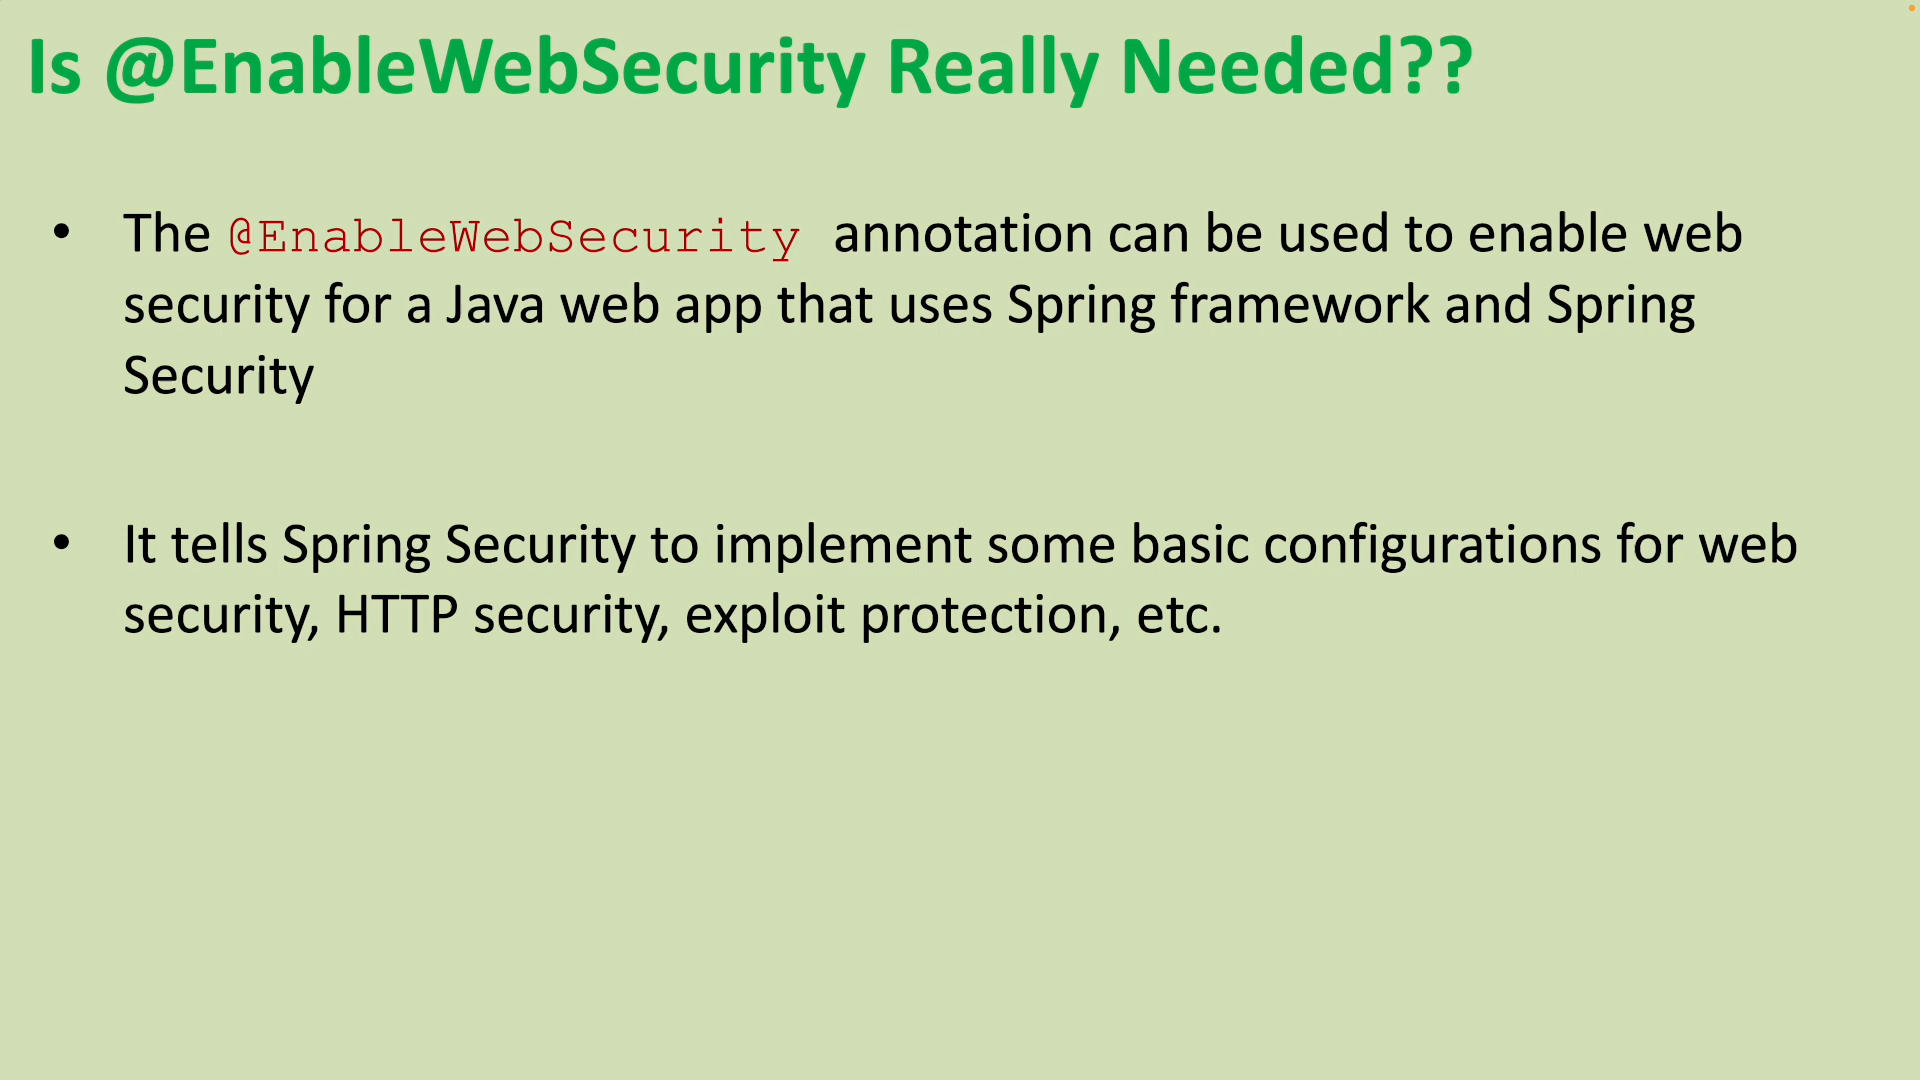 Is @EnableWebSecurity Really Needed??
• The @EnableWebSecurity annotation can be used to enable web
security for a Java web app that uses Spring framework and Spring
Security
• It tells Spring Security to implement some basic configurations for web
security, HTTP security, exploit protection, etc.